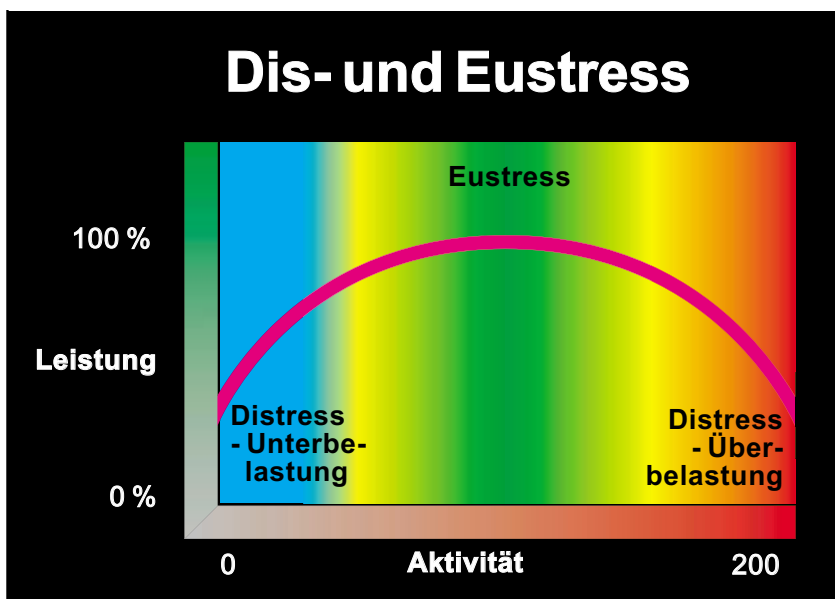 Dis- und Eustress
Eustress
100 %
Leistung
Distress
- Unterbe-
lastung
Distress
- Über-
belastung
0 %
0
Aktivität
200